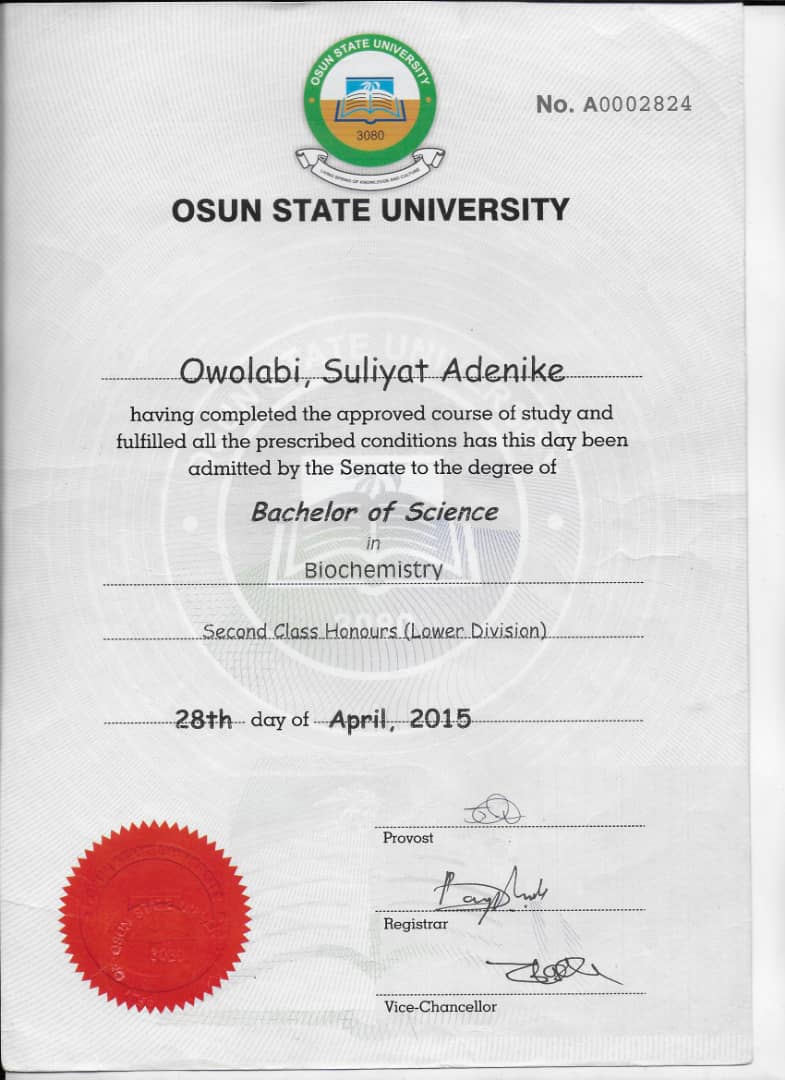 OSUN STATE UNIVERSITY
3080
LIVING SPRING OF KNOWLEDGE AND CULTURE
No. A0002824
OSUN STATE UNIVERSITY
Owolabi, Suliyat Adenike
having completed the approved course of study and
fulfilled all the prescribed conditions has this day been
admitted by the Senate to the degree of
Bachelor of Science
in
Biochemistry
Second Class Honours (Lower Division)
28th day of April, 2015
Provost
Registrar
Vice-Chancellor